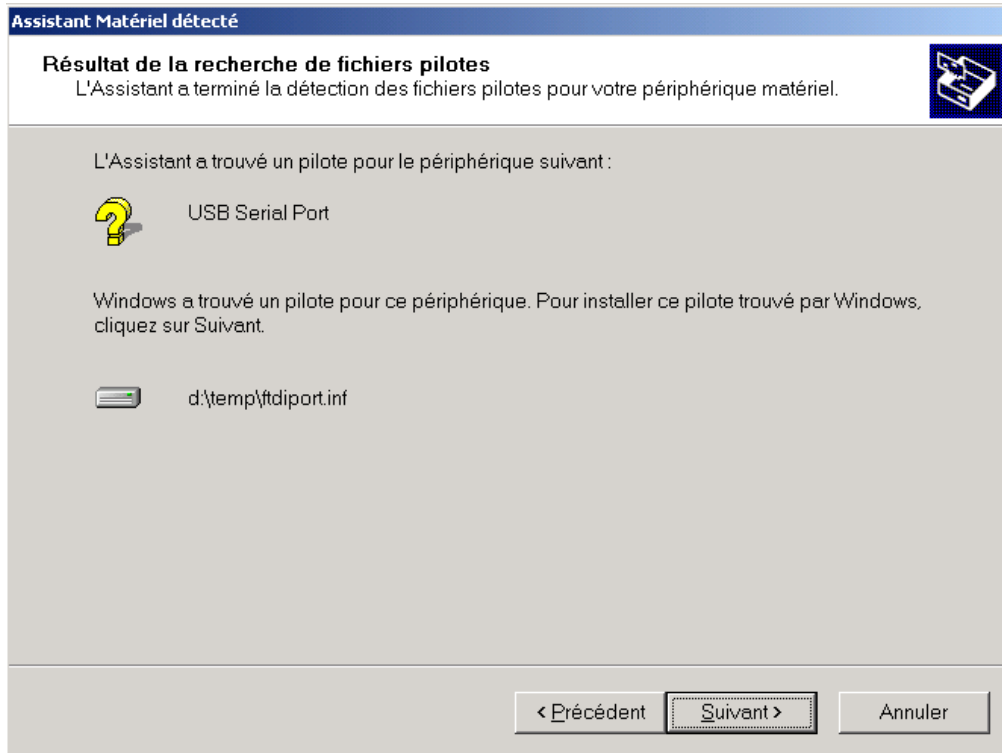 Assistant Matériel détecté
Résultat de la recherche de fichiers pilotes
L'Assistant a terminé la détection des fichiers pilotes pour votre périphérique matériel.
L'Assistant a trouvé un pilote pour le périphérique suivant :
USB Serial Port
Windows a trouvé un pilote pour ce périphérique. Pour installer ce pilote trouvé par Windows,
cliquez sur Suivant.
d:\temp\ftdiport.inf
< Précédent Suivant > Annuler